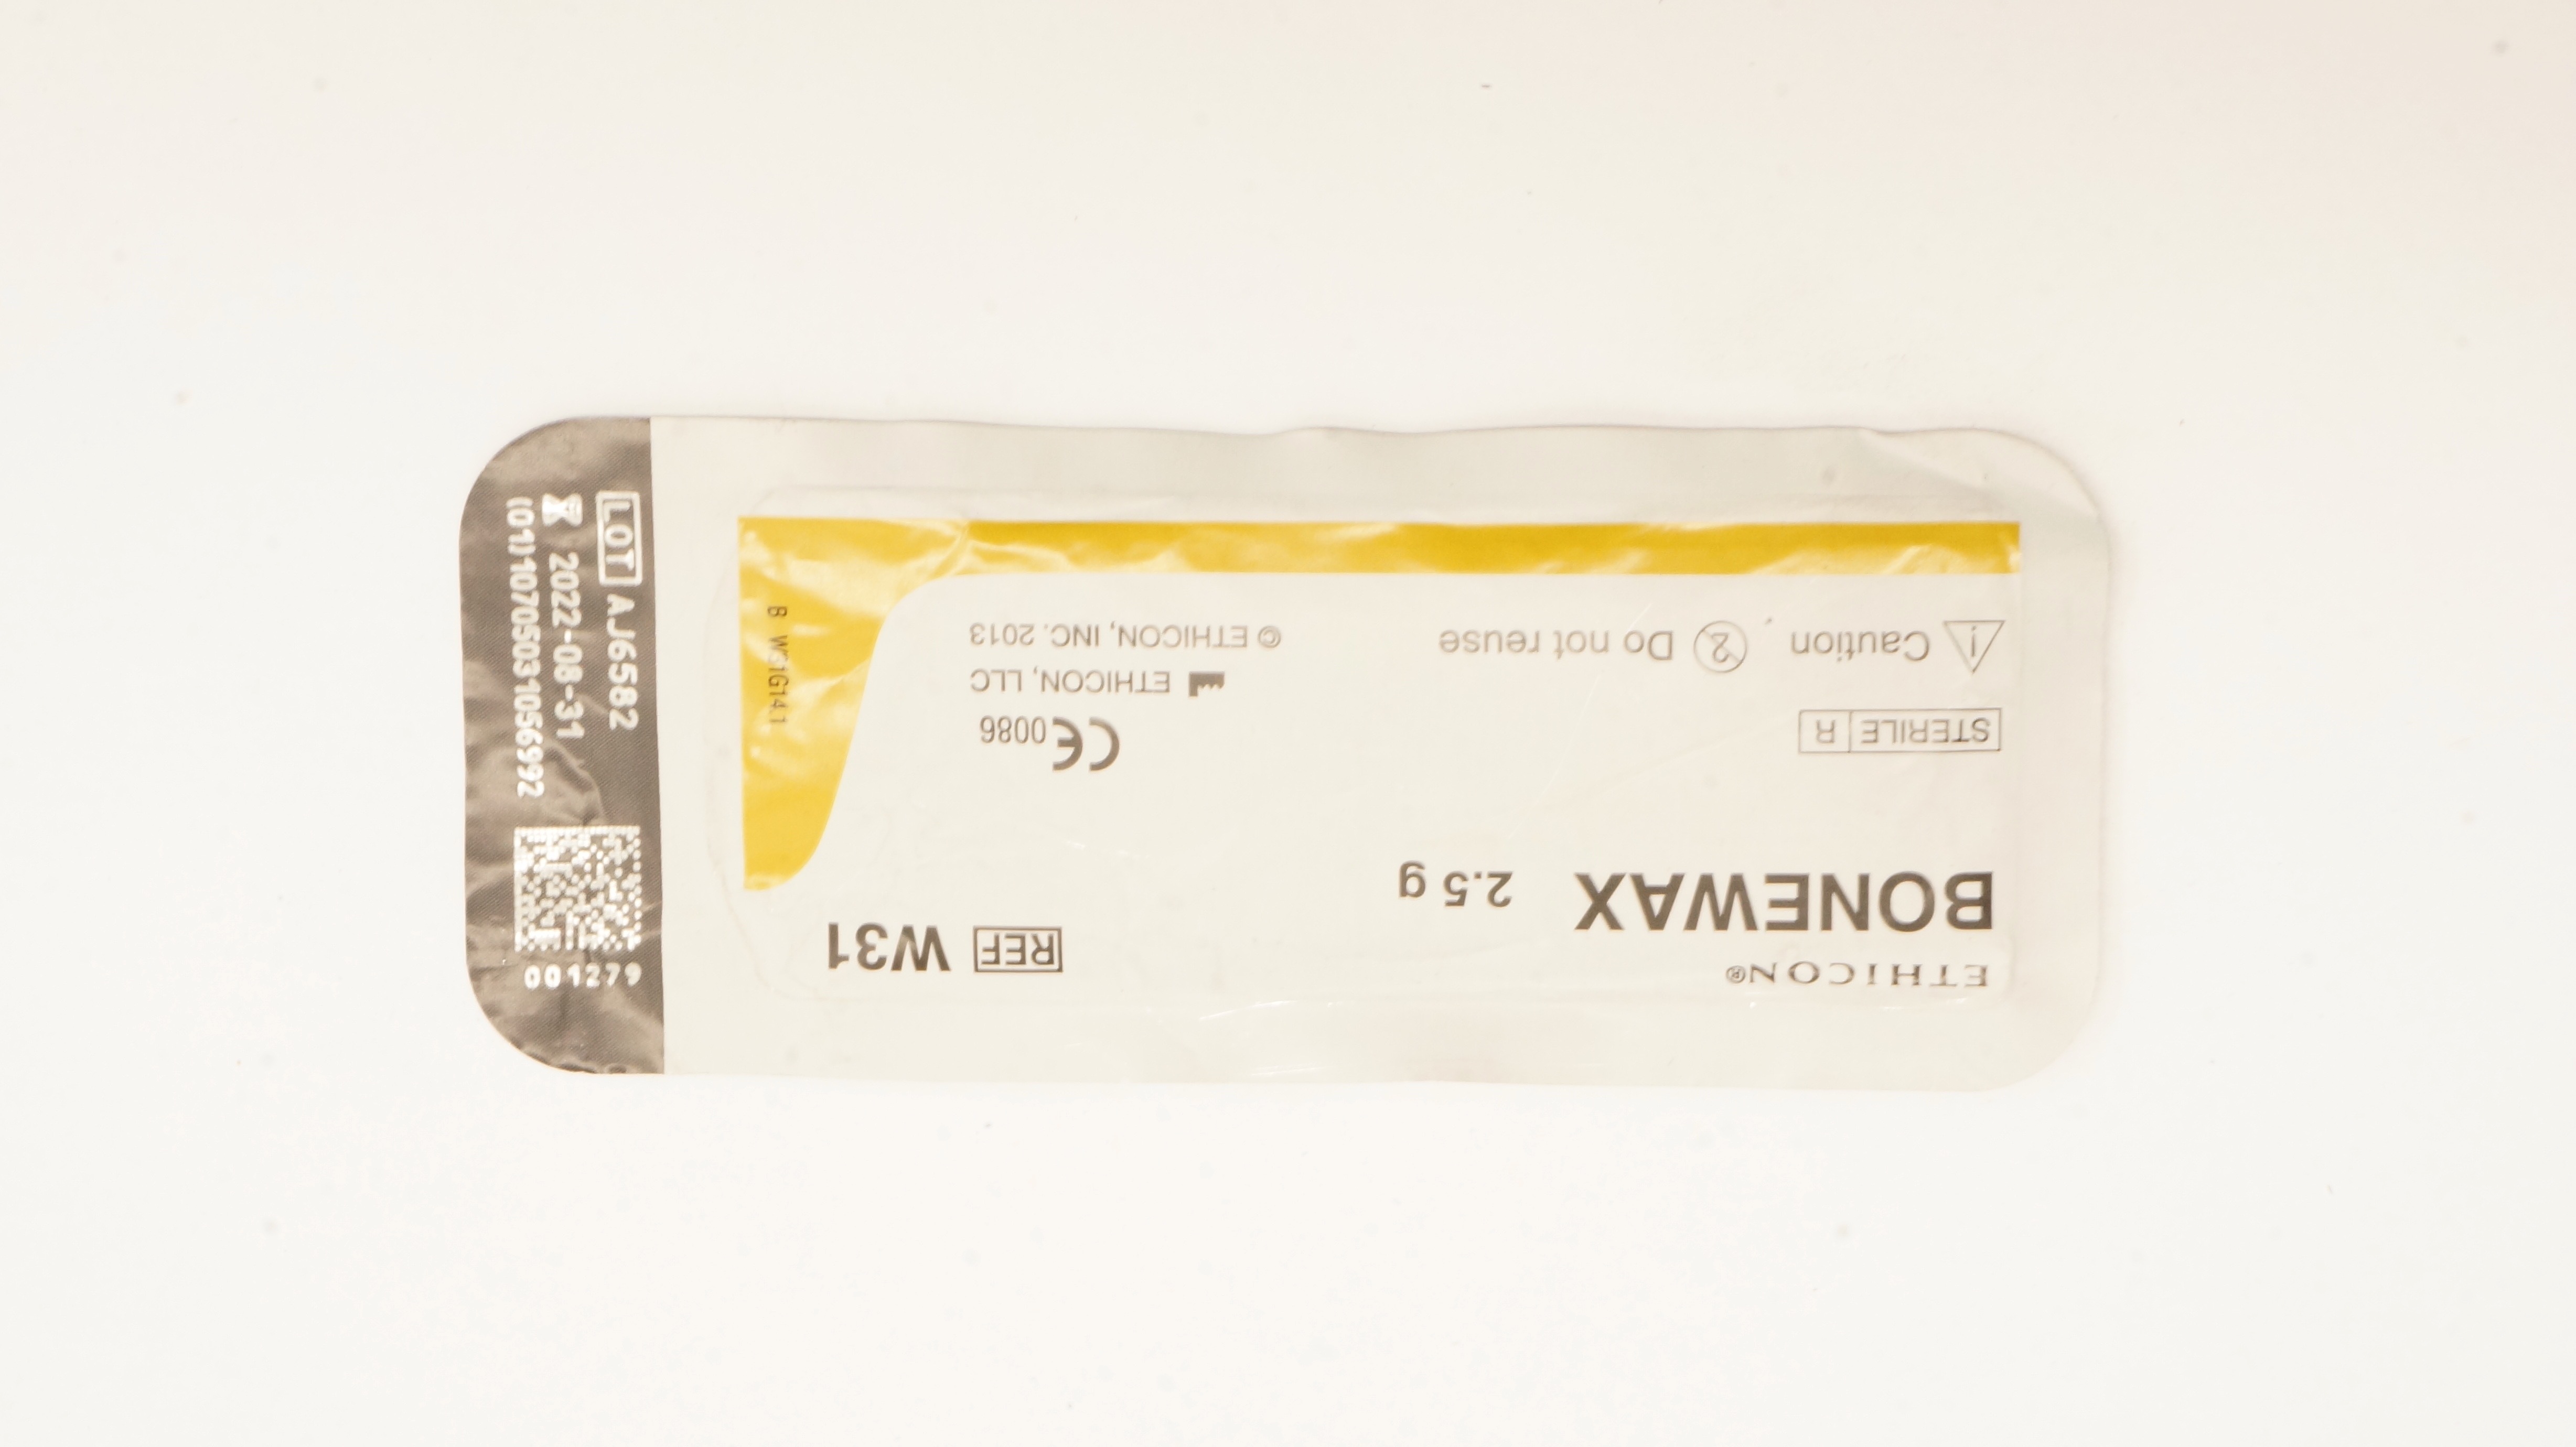 ETHICON®
BONEWAX 2.5 g
REF W31
STERILE R
Caution 2 Do not reuse
CE 0086
ETHICON, LLC
© ETHICON, INC. 2013
LOT AJ6582
2022-08-31
(01)10705031056992
001279